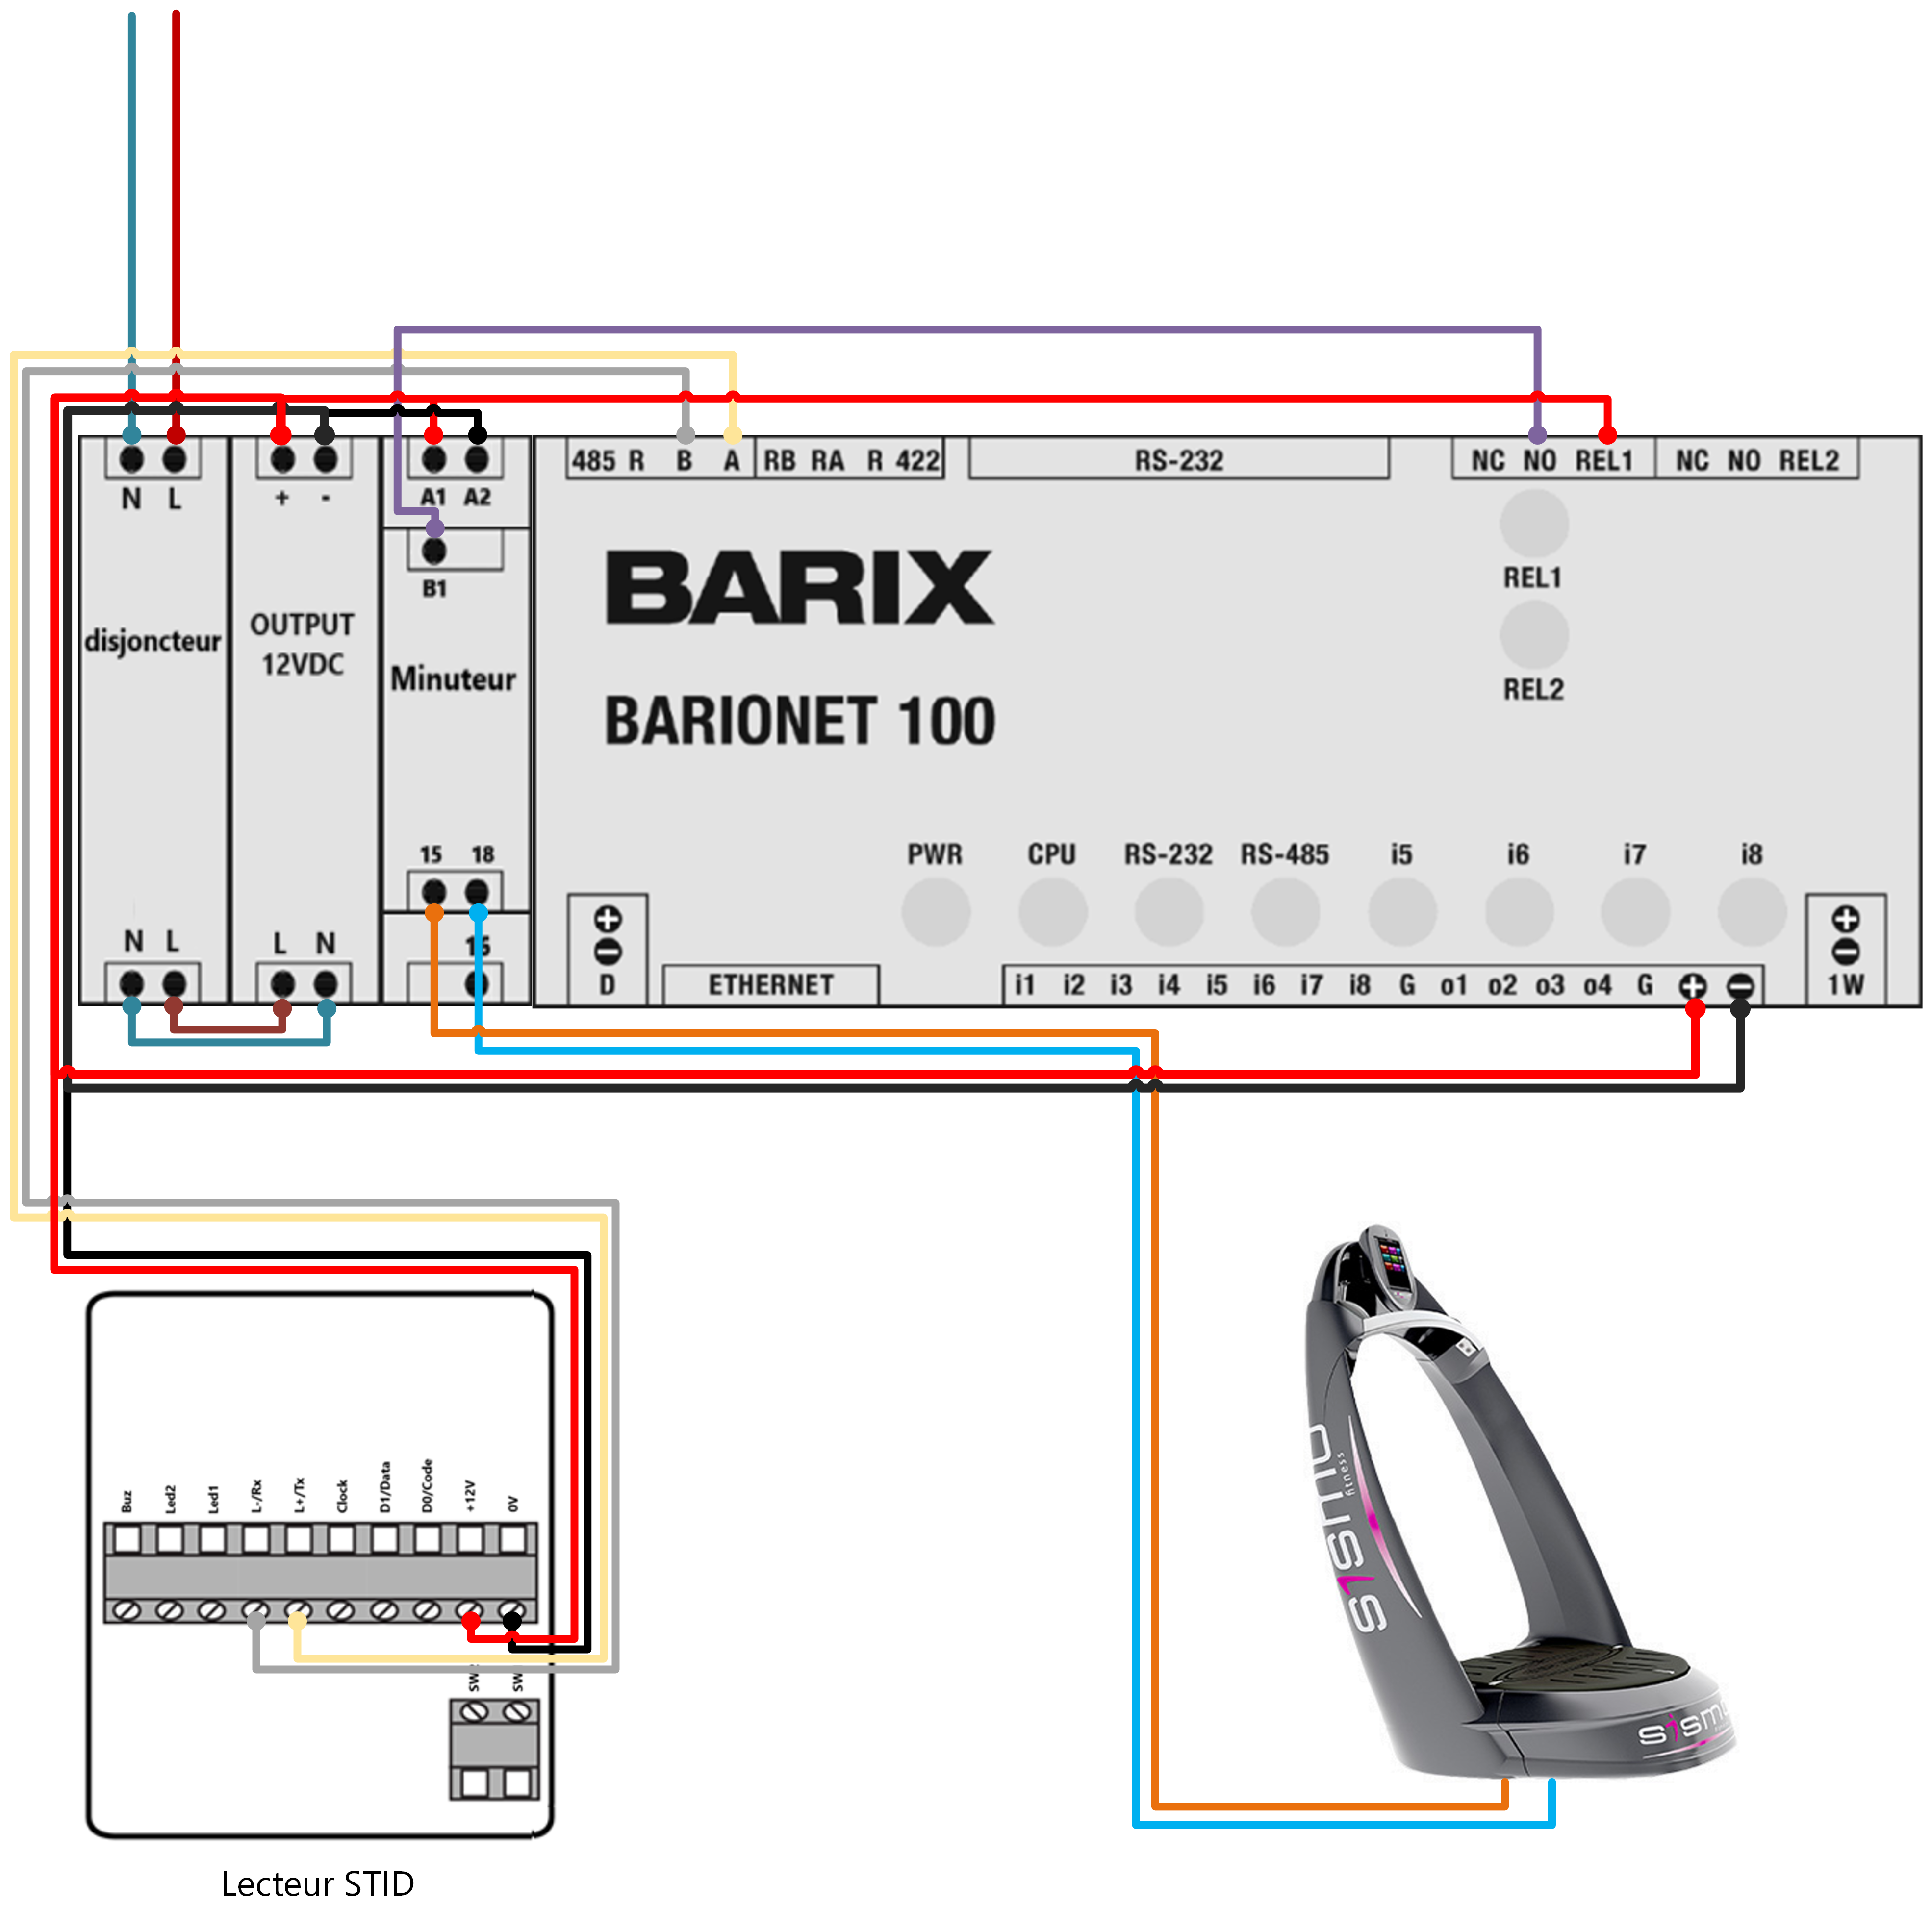 485 R B A RB RA R 422 RS-232 NC NO REL1 NC NO REL2
N L + - A1 A2
REL1
B1
BARIX
disjoncteur
OUTPUT
12VDC
Minuteur
REL2
BARIONET 100
15 18
PWR CPU RS-232 RS-485 i5 i6 i7 i8
N L L N
D ETHERNET i1 i2 i3 i4 i5 i6 i7 i8 G o1 o2 o3 o4 G 1W
Buz Led2 Led1 L-/Rx L+/Tx Clock D1/Data D0/Code +12V 0V
SW SW
sismo
fitness
Lecteur STID